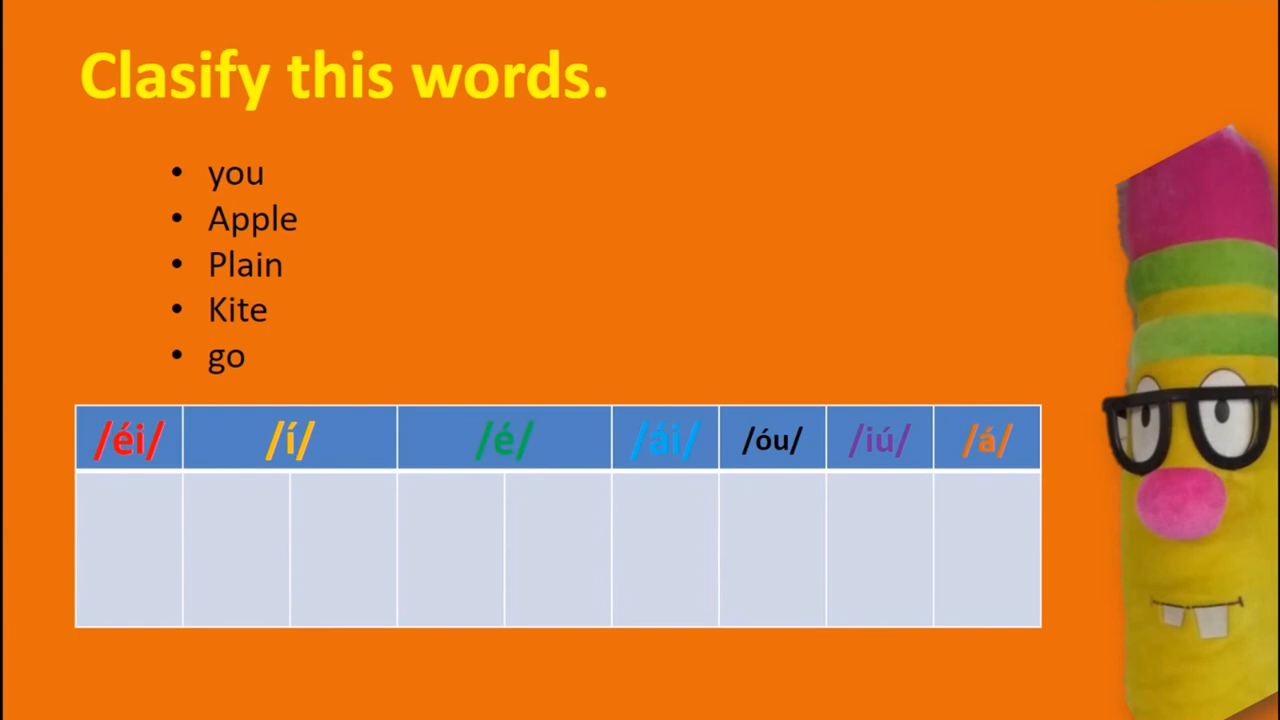 Clasify this words.
• you
• Apple
• Plain
• Kite
• go
/éi/ /í/ /é/ /ái/ /óu/ /iú/ /á/